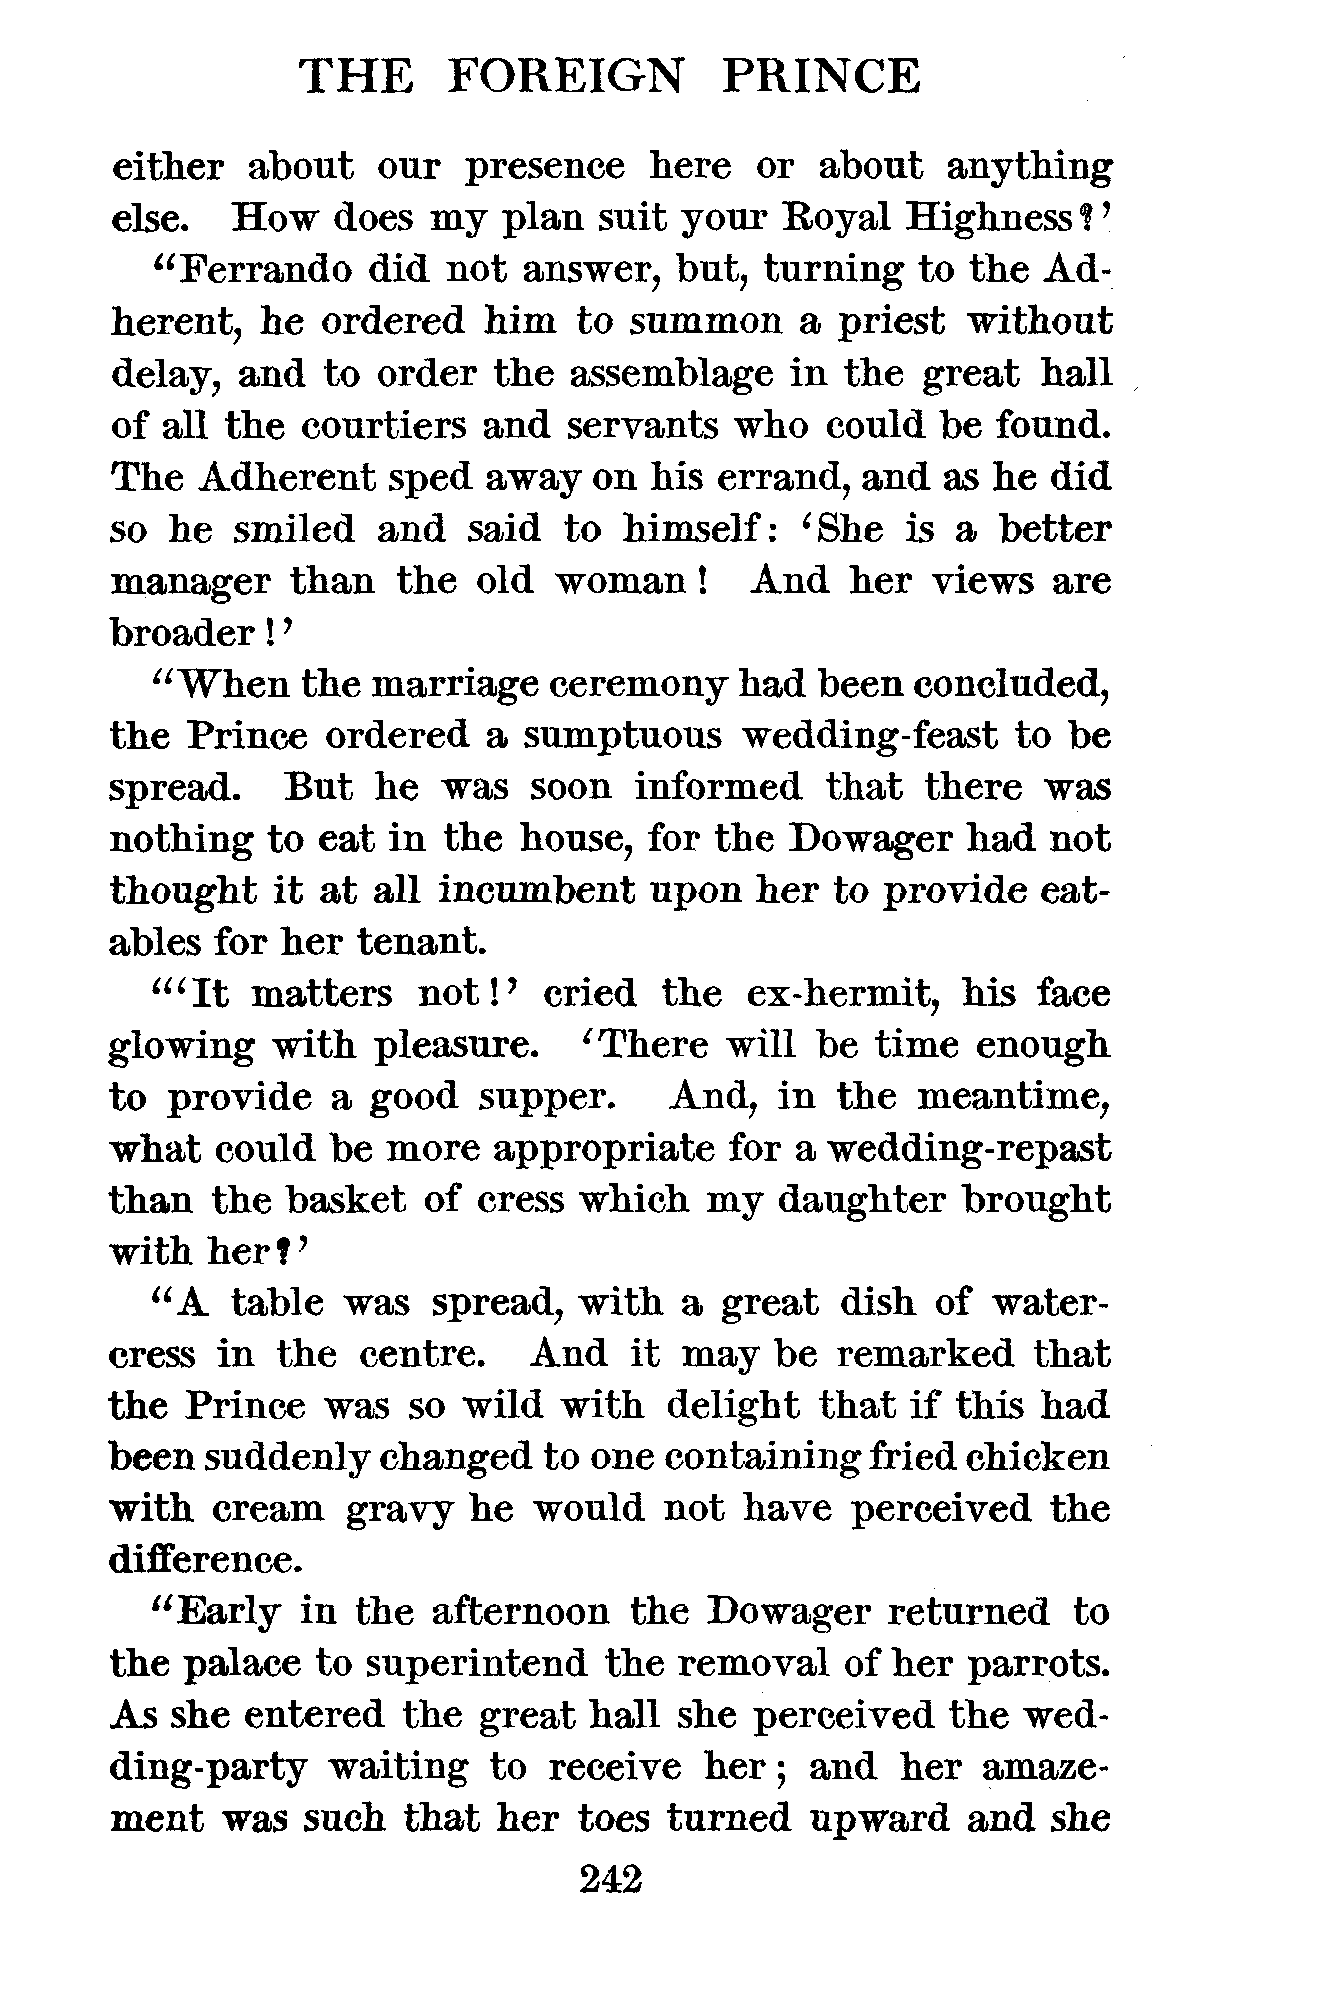 THE FOREIGN PRINCE
either about our presence here or about anything
else. How does my plan suit your Royal Highness?'
"Ferrando did not answer, but, turning to the Ad-
herent, he ordered him to summon a priest without
delay, and to order the assemblage in the great hall
of all the courtiers and servants who could be found.
The Adherent sped away on his errand, and as he did
so he smiled and said to himself: 'She is a better
manager than the old woman! And her views are
broader!'
"When the marriage ceremony had been concluded,
the Prince ordered a sumptuous wedding-feast to be
spread. But he was soon informed that there was
nothing to eat in the house, for the Dowager had not
thought it at all incumbent upon her to provide eat-
ables for her tenant.
"'It matters not!' cried the ex-hermit, his face
glowing with pleasure. 'There will be time enough
to provide a good supper. And, in the meantime,
what could be more appropriate for a wedding-repast
than the basket of cress which my daughter brought
with her?'
"A table was spread, with a great dish of water-
cress in the centre. And it may be remarked that
the Prince was so wild with delight that if this had
been suddenly changed to one containing fried chicken
with cream gravy he would not have perceived the
difference.
"Early in the afternoon the Dowager returned to
the palace to superintend the removal of her parrots.
As she entered the great hall she perceived the wed-
ding-party waiting to receive her; and her amaze-
ment was such that her toes turned upward and she
242